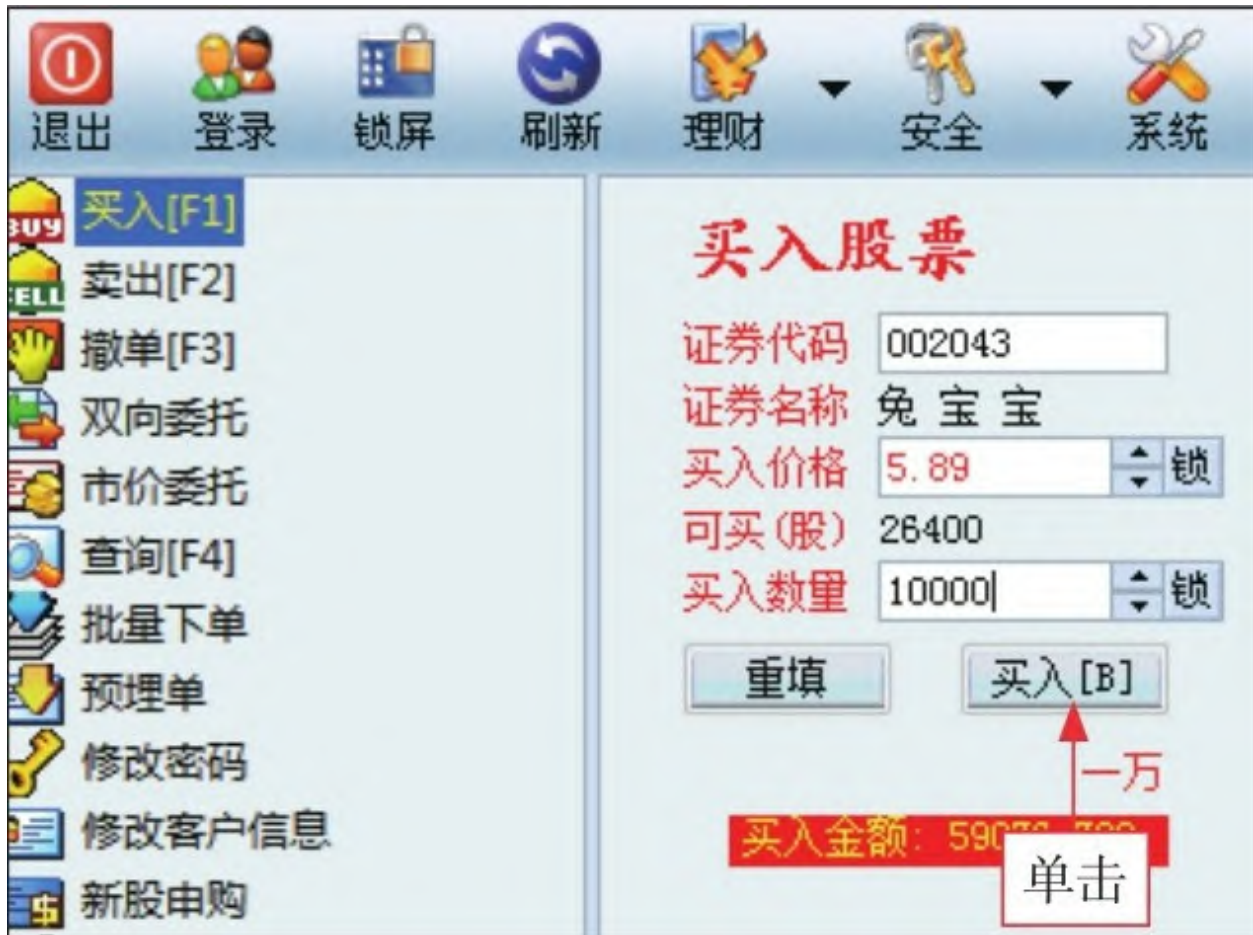 退出 登录 锁屏 刷新 理财 安全 系统
BUY 买入[F1]
卖出[F2]
撤单[F3]
双向委托
市价委托
查询[F4]
批量下单
预埋单
修改密码
修改客户信息
新股申购
买入股票
证券代码 002043
证券名称 兔 宝 宝
买入价格 5.89 锁
可买(股) 26400
买入数量 10000 锁
重填 买入[B]
一万
买入金额:
单击